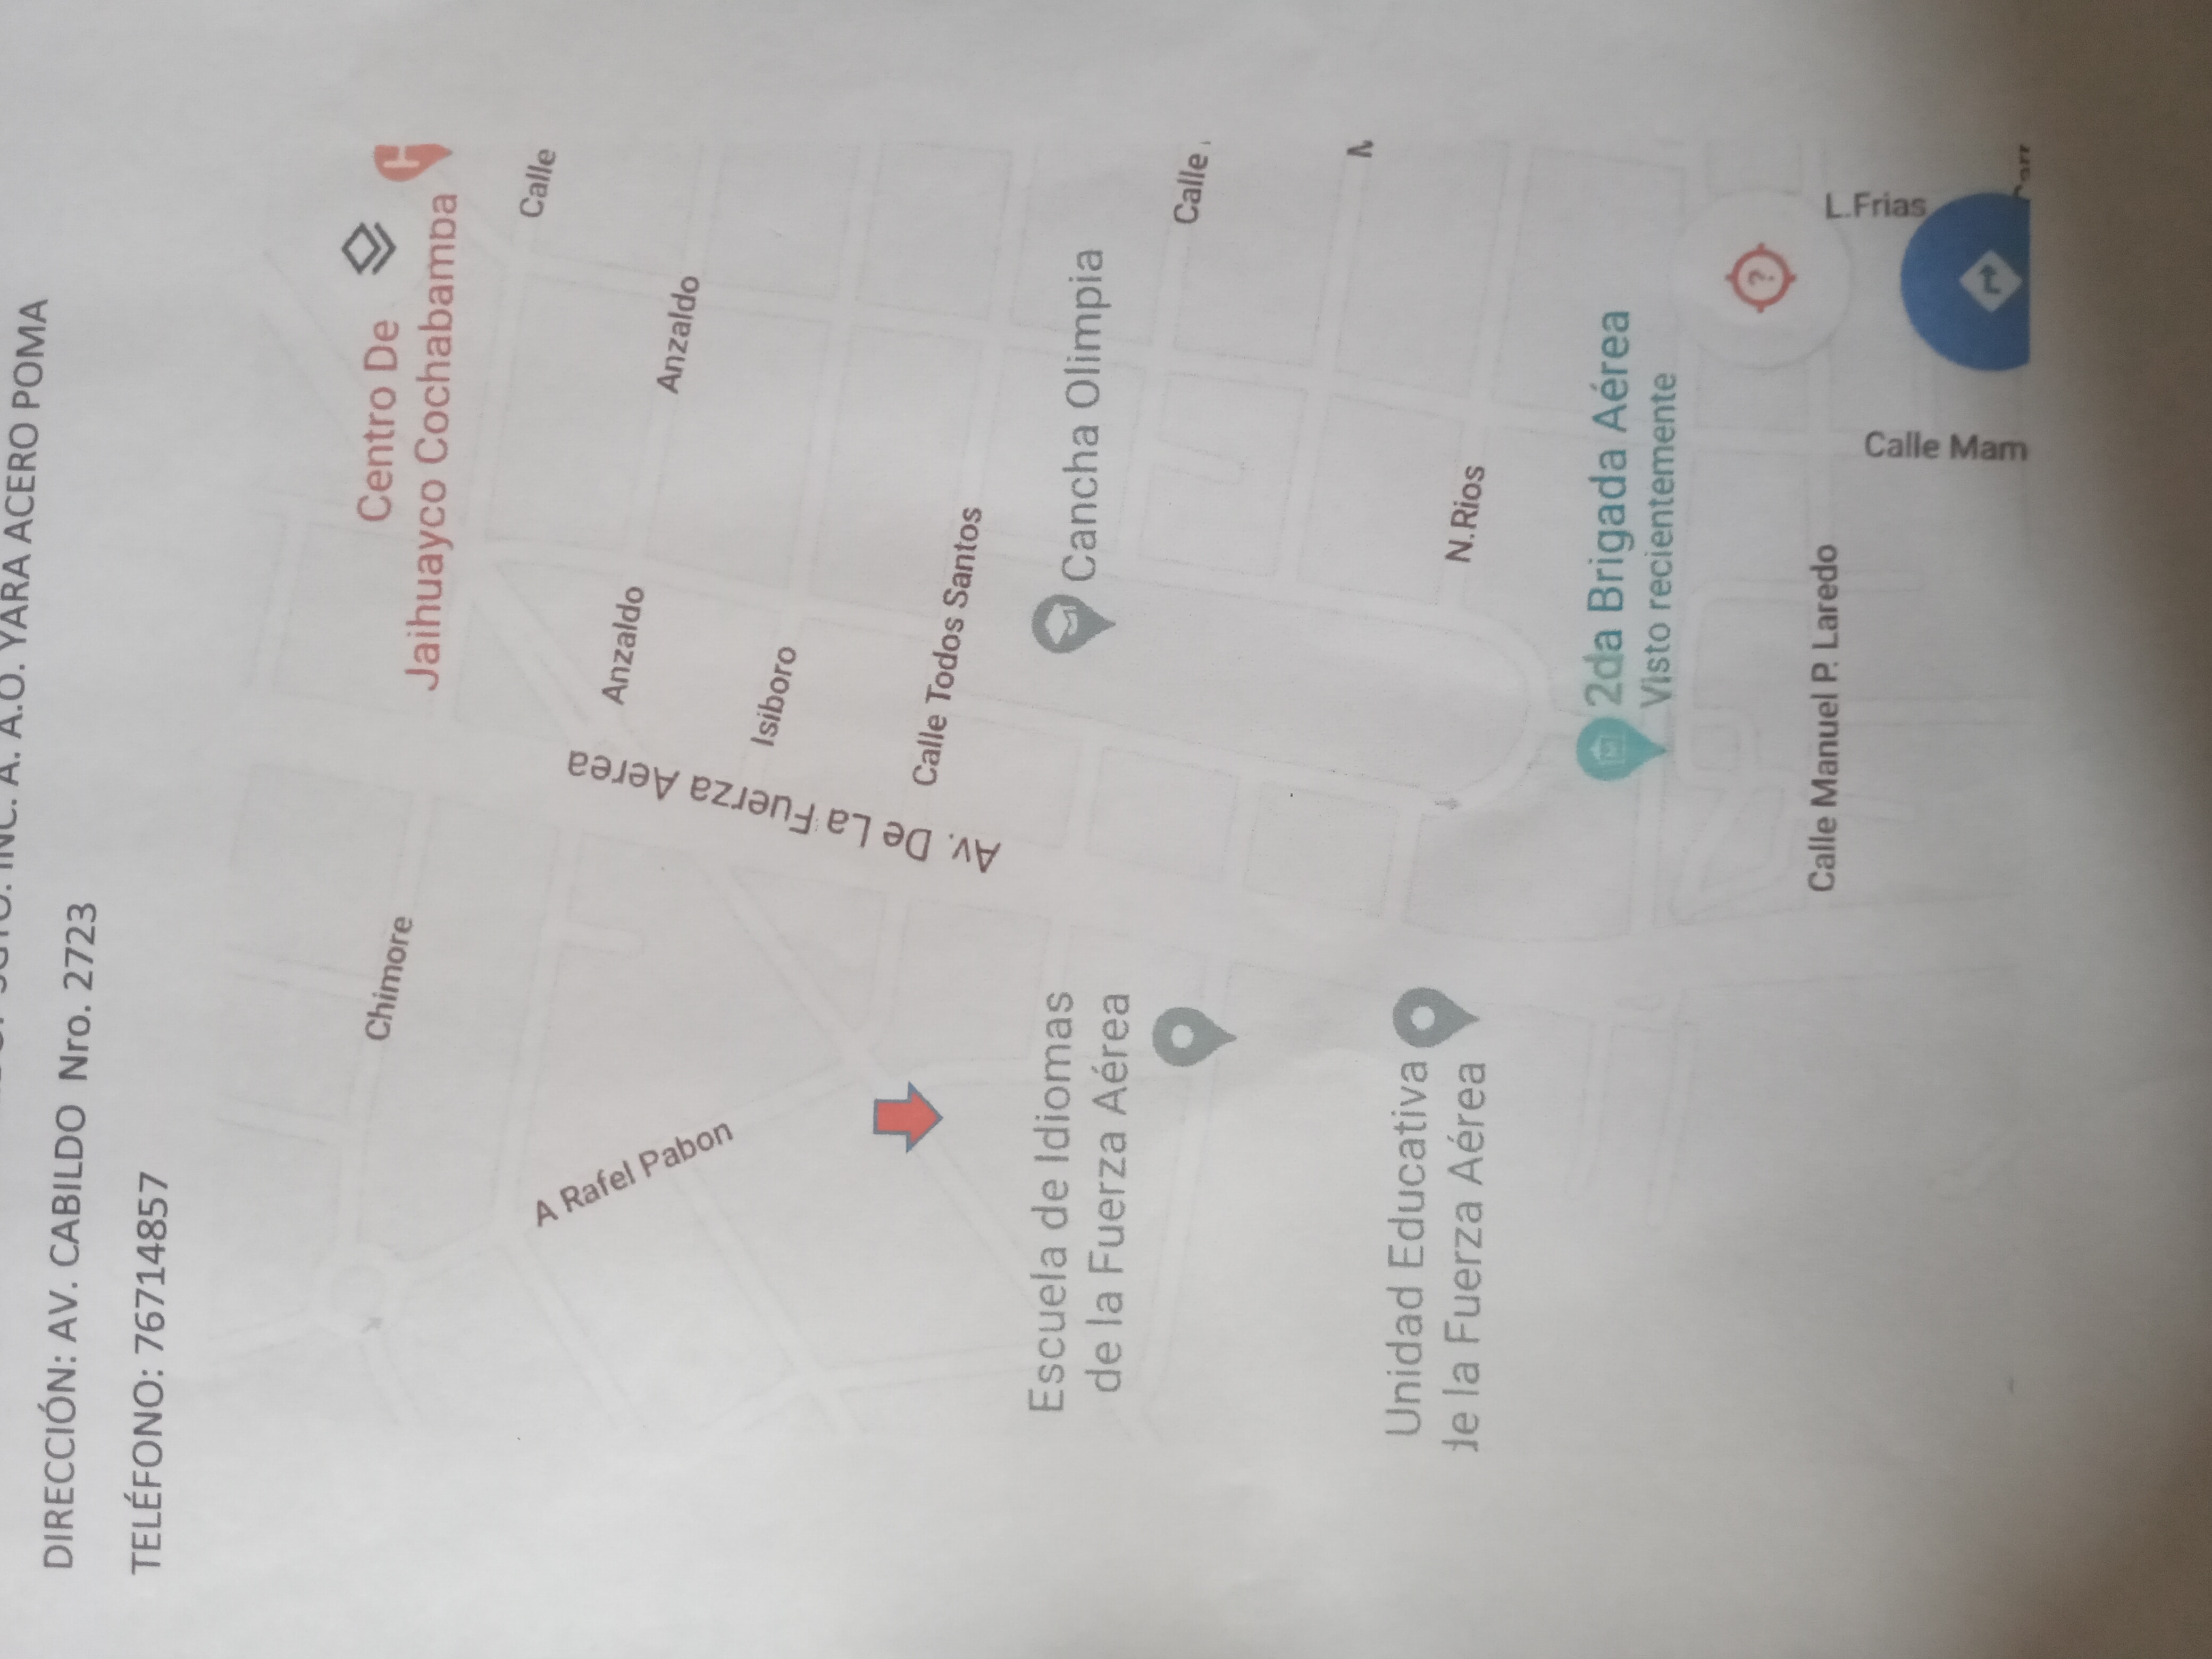 SGTO. INC. A. A.O. YARA ACERO POMA
DIRECCIÓN: AV. CABILDO Nro. 2723
TELÉFONO: 76714857
Chimore
Centro De
Jaihuayco Cochabamba
Calle
A Rafel Pabon
Av. De La Fuerza Aerea
Anzaldo
Anzaldo
Isiboro
Calle Todos Santos
Escuela de Idiomas
de la Fuerza Aérea
Cancha Olimpia
Calle
Unidad Educativa
de la Fuerza Aérea
N.Rios
2da Brigada Aérea
Visto recientemente
?
Calle Manuel P. Laredo
L.Frias
Calle Mam